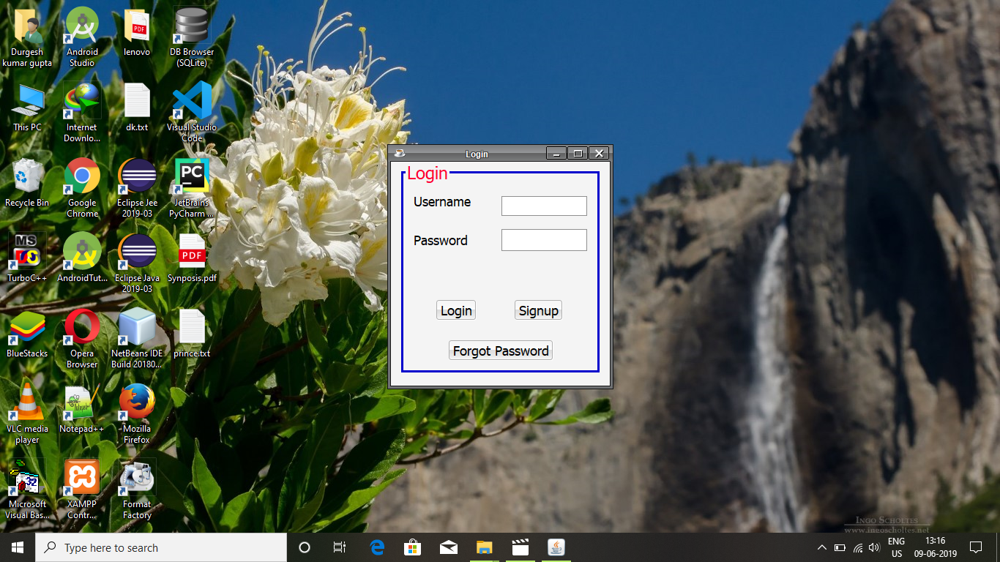 Durgesh
kumar gupta
Android
Studio
lenovo
DB Browser
(SQLite)
This PC
Internet
Downlo...
dk.txt
Visual Studio
Code
Recycle Bin
Google
Chrome
Eclipse Jee
2019-03
PC
JetBrains
PyCharm ...
MS
TurboC++
AndroidTut...
Eclipse Java
2019-03
PDF
Synposis.pdf
BlueStacks
Opera
Browser
NetBeans IDE
Build 20180...
prince.txt
VLC media
player
Notepad++
Mozilla
Firefox
32
Microsoft
Visual Bas...
XAMPP
Contr...
Format
Factory
Login
Login
Username
Password
Login
Signup
Forgot Password
Ingo Scholtes
www.ingoscholtes.net
Type here to search
ENG
US
13:16
09-06-2019